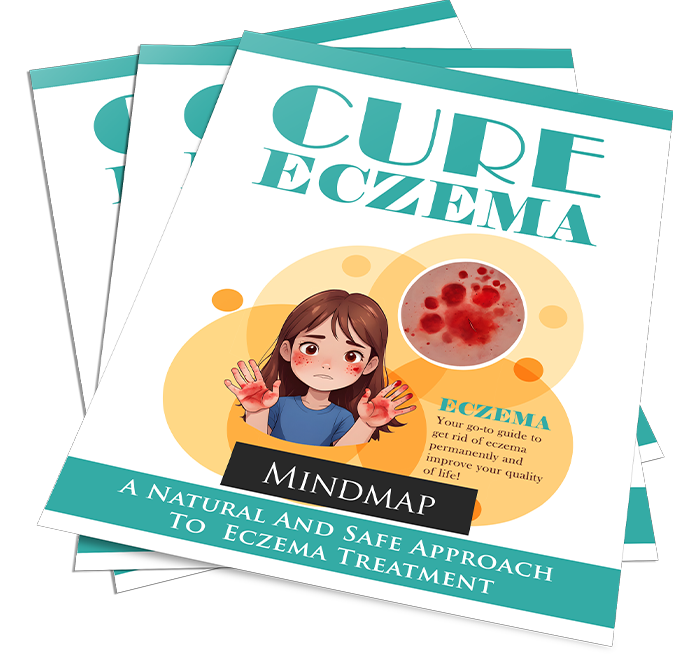 CURE
ECZEMA
ECZEMA
Your go-to guide to
get rid of eczema
permanently and
improve your quality
of life!
MINDMAP
A NATURAL AND SAFE APPROACH
TO ECZEMA TREATMENT